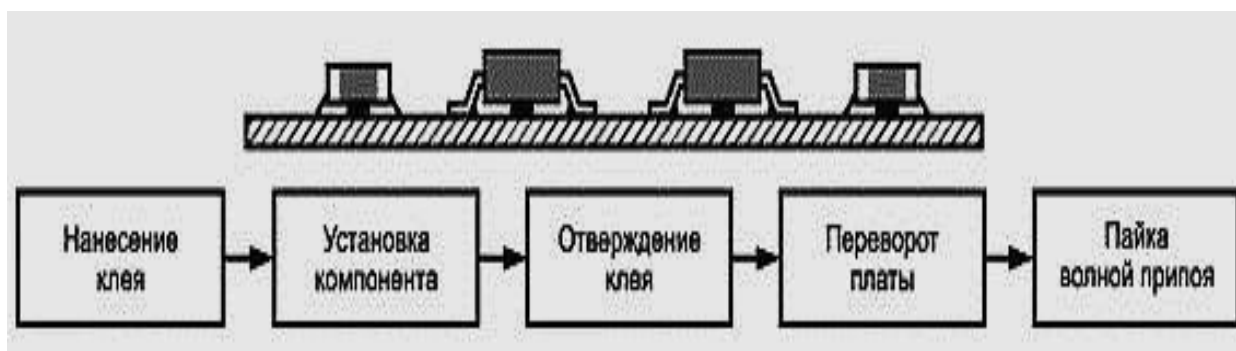 Нанесение
клея
Установка
компонента
Отверждение
клея
Переворот
платы
Пайка
волной припоя